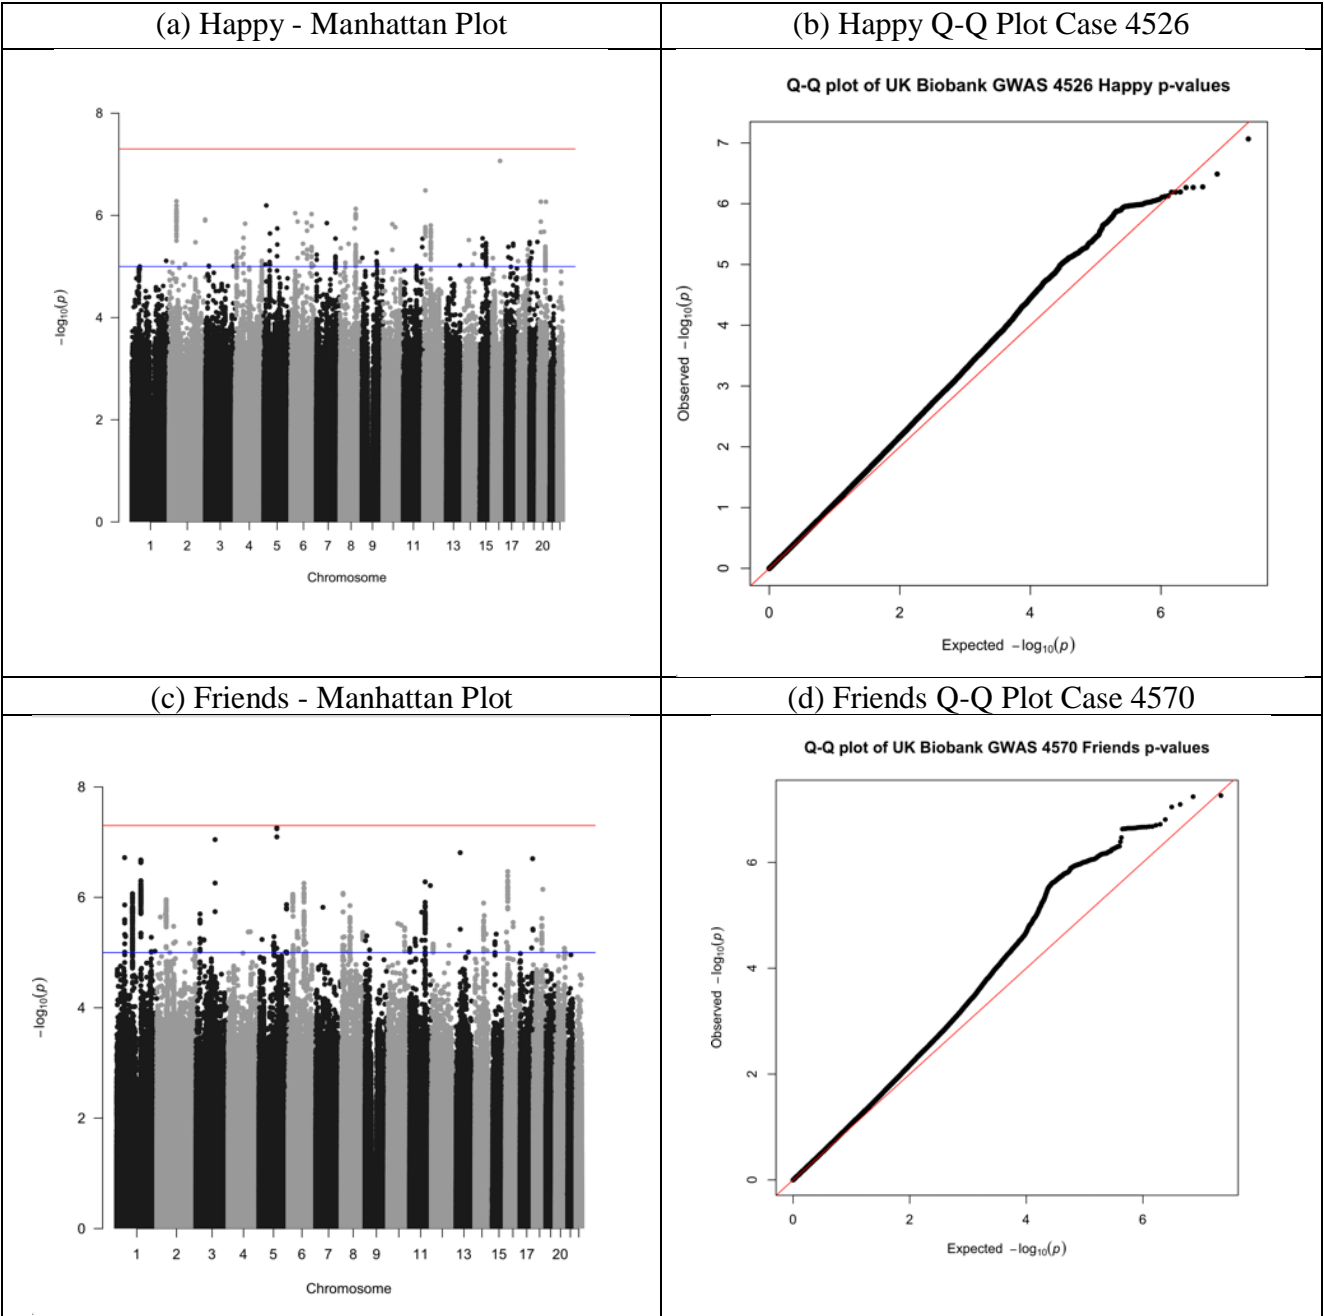 (a) Happy - Manhattan Plot
8
6
4
2
0
−log10(p)
1 2 3 4 5 6 7 8 9 11 13 15 17 20
Chromosome
(b) Happy Q-Q Plot Case 4526
Q-Q plot of UK Biobank GWAS 4526 Happy p-values
7
6
5
4
3
2
1
0
Observed −log10(p)
0 2 4 6
Expected −log10(p)
(c) Friends - Manhattan Plot
8
6
4
2
0
−log10(p)
1 2 3 4 5 6 7 8 9 11 13 15 17 20
Chromosome
(d) Friends Q-Q Plot Case 4570
Q-Q plot of UK Biobank GWAS 4570 Friends p-values
6
4
2
0
Observed −log10(p)
0 2 4 6
Expected −log10(p)